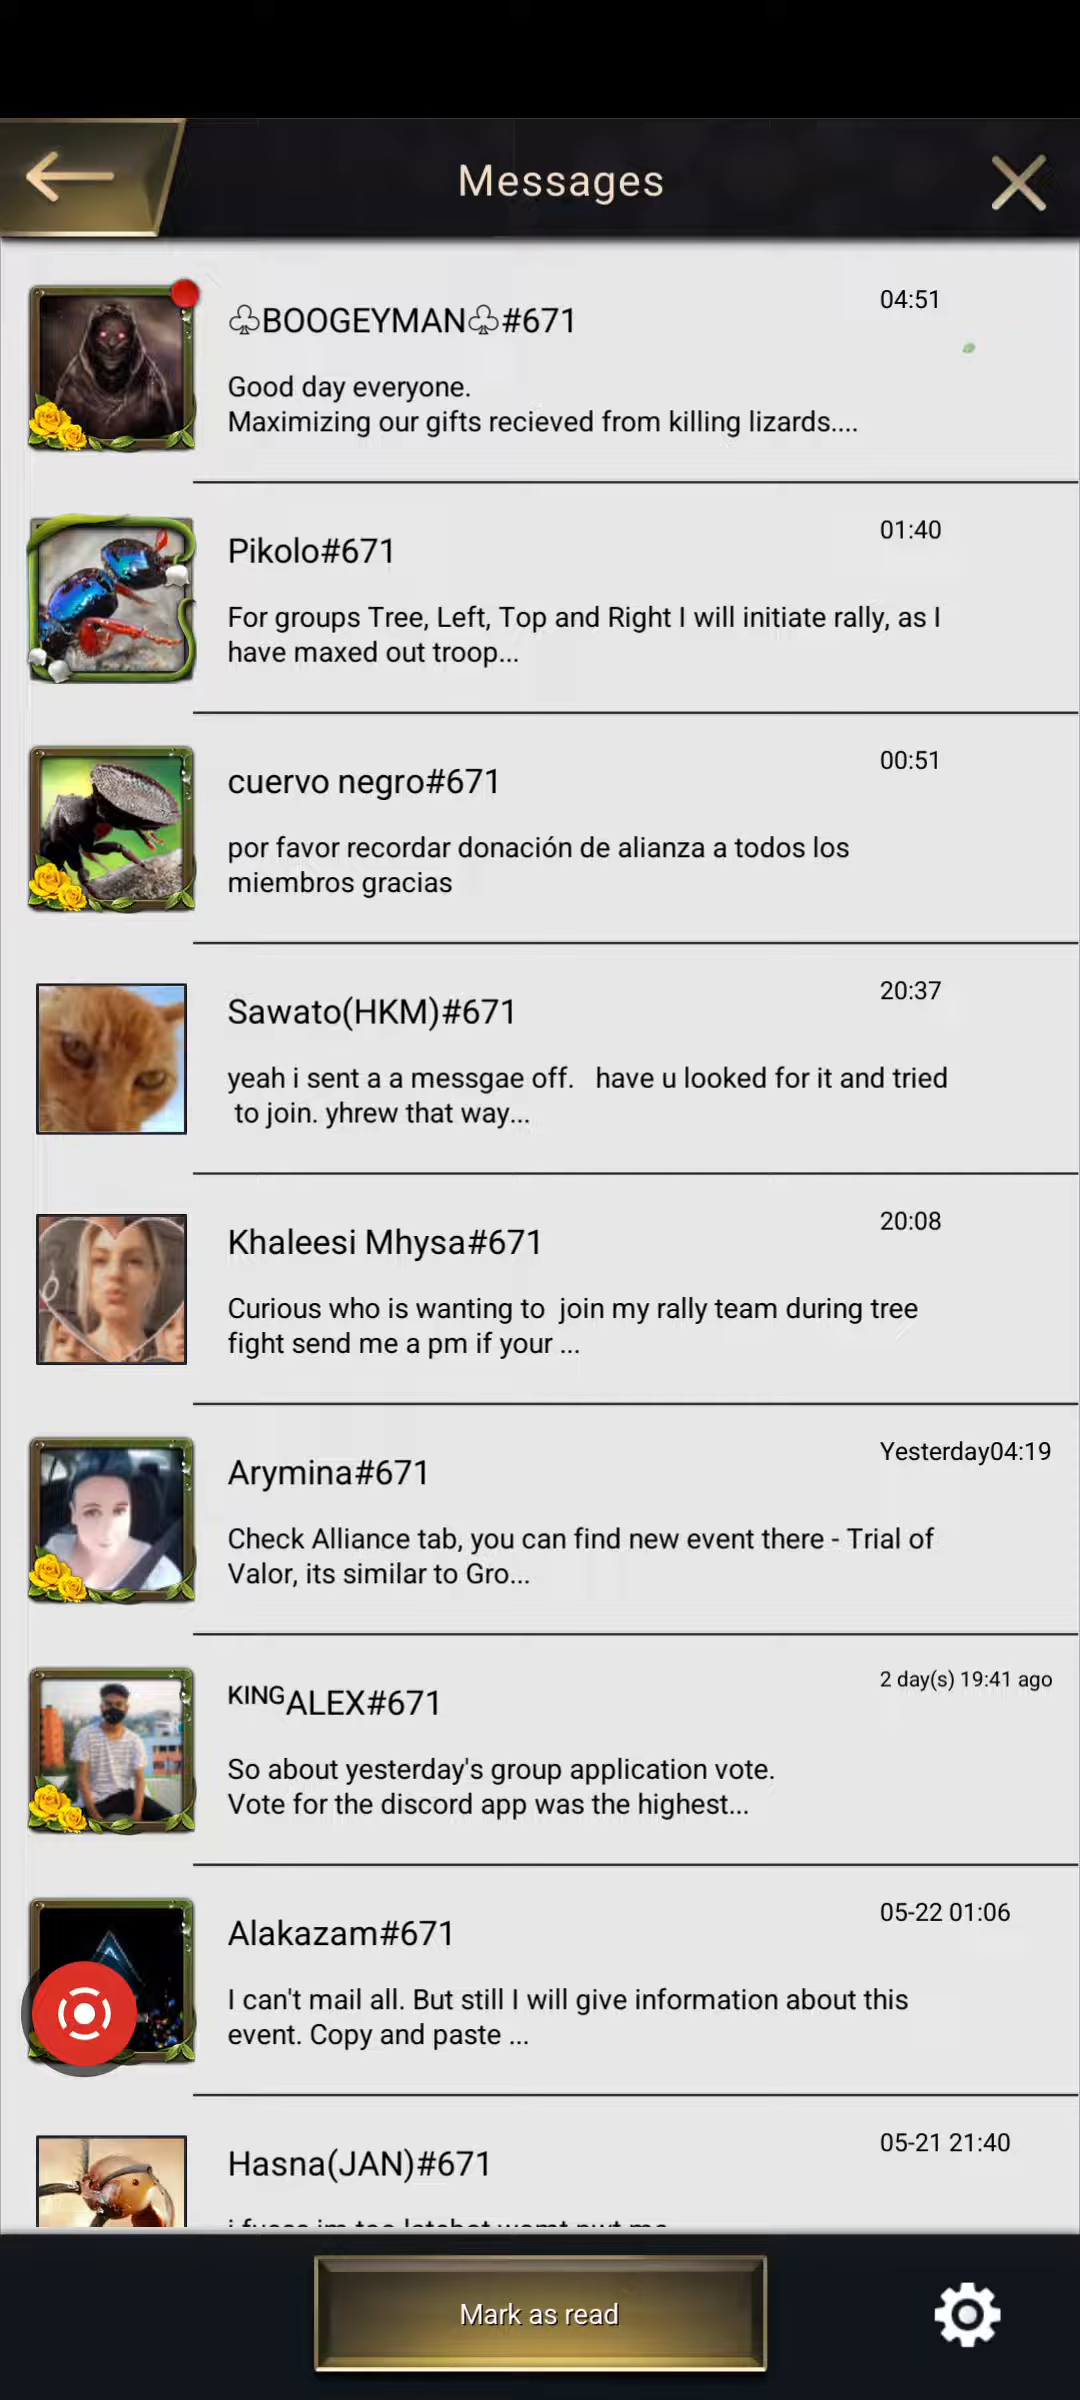 Messages
♧BOOGEYMAN♧#671
04:51
Good day everyone.
Maximizing our gifts recieved from killing lizards....
Pikolo#671
01:40
For groups Tree, Left, Top and Right I will initiate rally, as I
have maxed out troop...
cuervo negro#671
00:51
por favor recordar donación de alianza a todos los
miembros gracias
Sawato(HKM)#671
20:37
yeah i sent a a messgae off.   have u looked for it and tried
to join. yhrew that way...
Khaleesi Mhysa#671
20:08
Curious who is wanting to  join my rally team during tree
fight send me a pm if your ...
Arymina#671
Yesterday04:19
Check Alliance tab, you can find new event there - Trial of
Valor, its similar to Gro...
ᴷᴵᴺᴳALEX#671
2 day(s) 19:41 ago
So about yesterday's group application vote.
Vote for the discord app was the highest...
Alakazam#671
05-22 01:06
I can't mail all. But still I will give information about this
event. Copy and paste ...
Hasna(JAN)#671
05-21 21:40
Mark as read